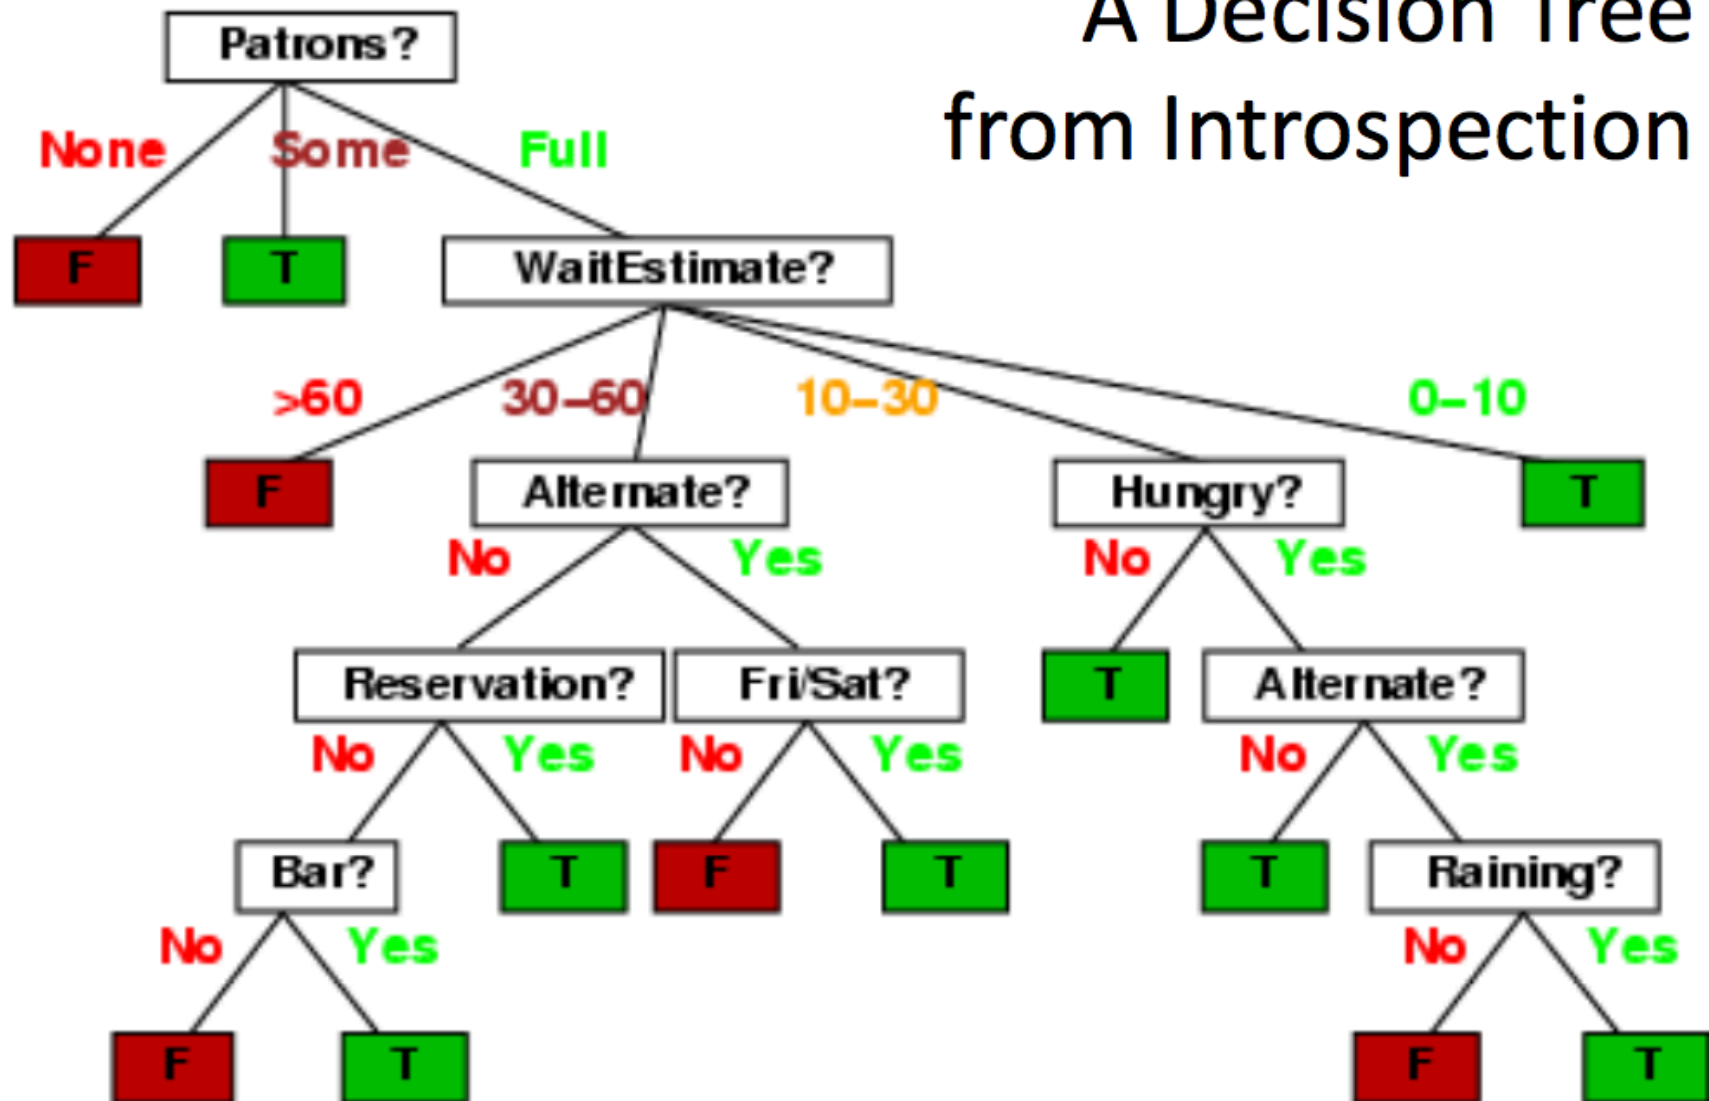 A Decision Tree
from Introspection
Patrons?
None Some Full
F T WaitEstimate?
>60 30–60 10–30 0–10
F Alternate? Hungry? T
No Yes No Yes
Reservation? Fri/Sat? T Alternate?
No Yes No Yes No Yes
Bar? T F T T Raining?
No Yes No Yes
F T F T